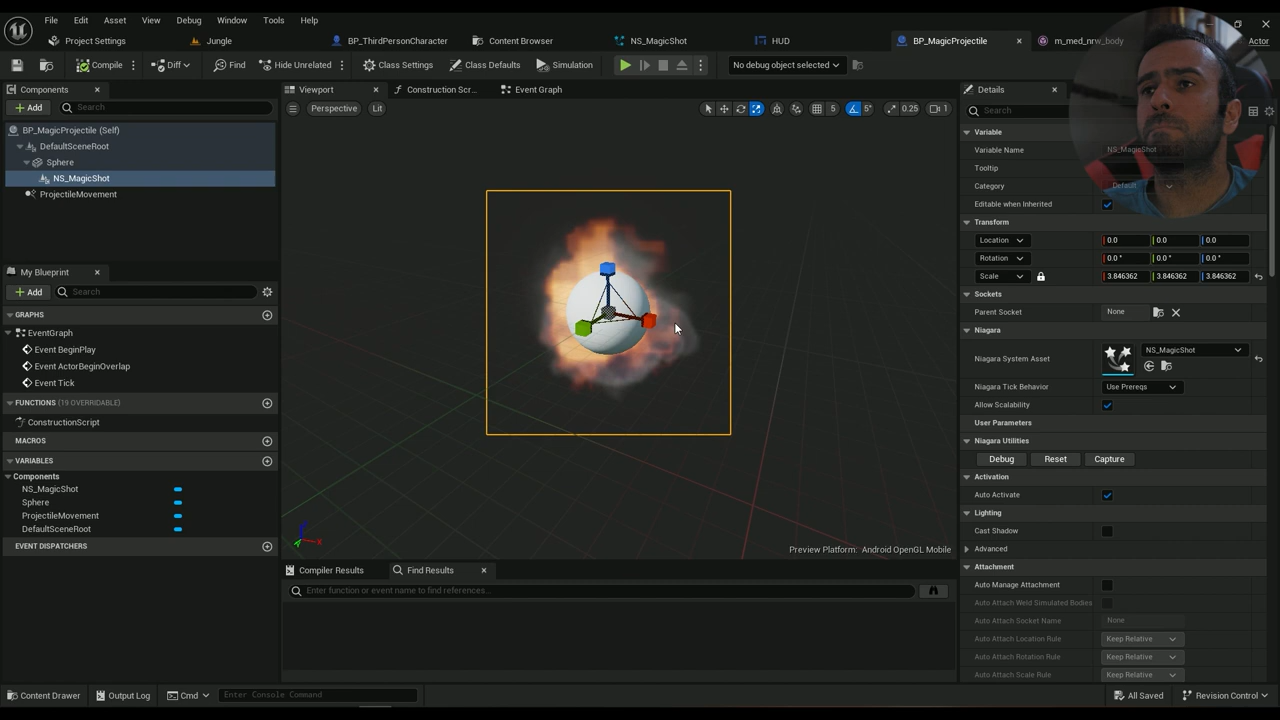 File Edit Asset View Window Debug Tools Help
Project Settings Jungle BP_ThirdPersonCharacter Content Browser NS_MagicShot HUD BP_MagicProjectile m_med_nrw_body Actor
Compile Diff Find Hide Unrelated Class Settings Class Defaults Simulation No debug object selected
Components
Add Search
BP_MagicProjectile (Self)
DefaultSceneRoot
Sphere
NS_MagicShot
ProjectileMovement
My Blueprint
Add Search
GRAPHS
EventGraph
Event BeginPlay
Event ActorBeginOverlap
Event Tick
FUNCTIONS (19 OVERRIDABLE)
ConstructionScript
MACROS
VARIABLES
Components
NS_MagicShot
Sphere
ProjectileMovement
DefaultSceneRoot
EVENT DISPATCHERS
Viewport Construction Scr... Event Graph
Perspective Lit 5 5° 0.25 1
Preview Platform: Android OpenGL Mobile
Compiler Results Find Results
Enter function or event name to find references...
Details
Search
Variable
Variable Name NS_MagicShot
Tooltip
Category Default
Editable when Inherited
Transform
Location 0.0 0.0 0.0
Rotation 0.0 ° 0.0 ° 0.0 °
Scale 3.846362 3.846362 3.846362
Sockets
Parent Socket None
Niagara
Niagara System Asset NS_MagicShot
Niagara Tick Behavior Use Prereqs
Allow Scalability
User Parameters
Niagara Utilities
Debug Reset Capture
Activation
Auto Activate
Lighting
Cast Shadow
Advanced
Attachment
Auto Manage Attachment
Auto Attach Weld Simulated Bodies
Auto Attach Socket Name None
Auto Attach Location Rule Keep Relative
Auto Attach Rotation Rule Keep Relative
Auto Attach Scale Rule Keep Relative
Content Drawer Output Log Cmd Enter Console Command All Saved Revision Control